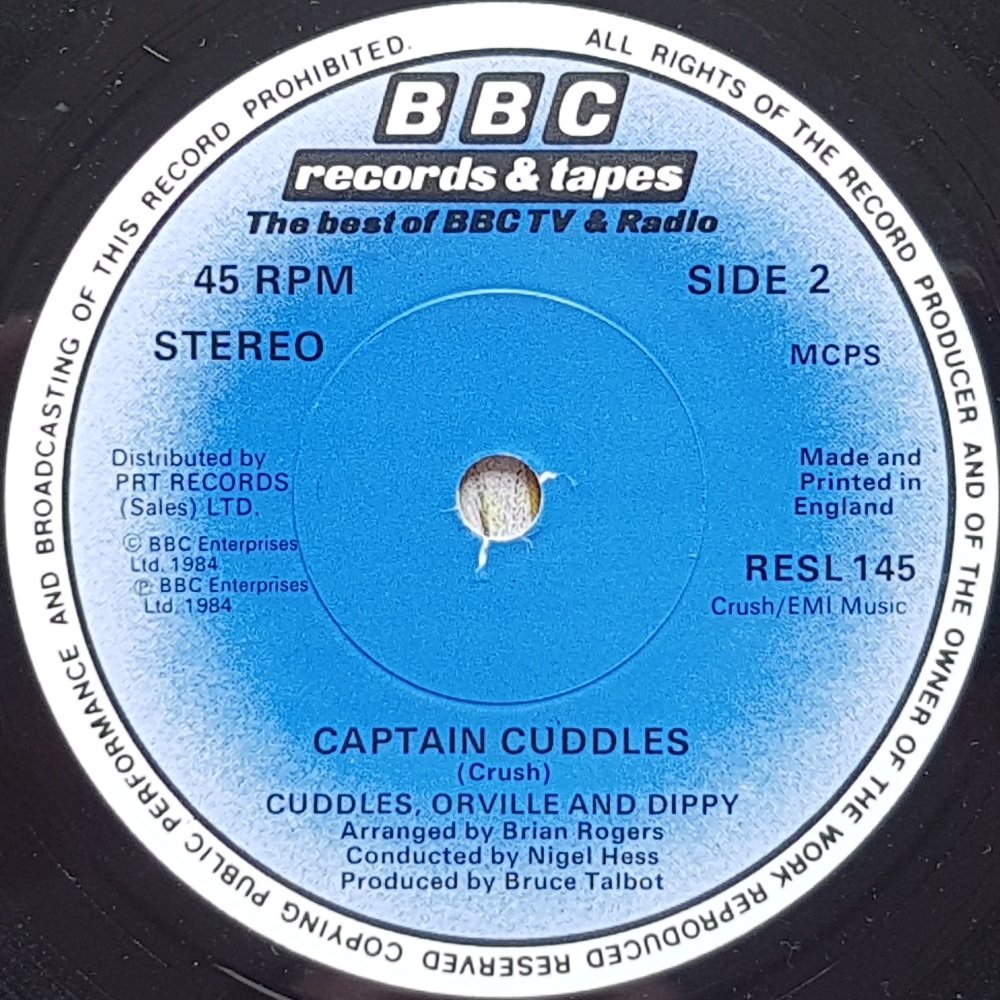 ALL RIGHTS OF THE RECORD PRODUCER AND OF THE OWNER OF THE WORK REPRODUCED RESERVED COPYING PUBLIC PERFORMANCE AND BROADCASTING OF THIS RECORD PROHIBITED.
BBC
records & tapes
The best of BBC TV & Radio
45 RPM
SIDE 2
STEREO
MCPS
Distributed by
PRT RECORDS
(Sales) LTD.
Made and
Printed in
England
© BBC Enterprises
Ltd. 1984
℗ BBC Enterprises
Ltd. 1984
RESL 145
Crush/EMI Music
CAPTAIN CUDDLES
(Crush)
CUDDLES, ORVILLE AND DIPPY
Arranged by Brian Rogers
Conducted by Nigel Hess
Produced by Bruce Talbot